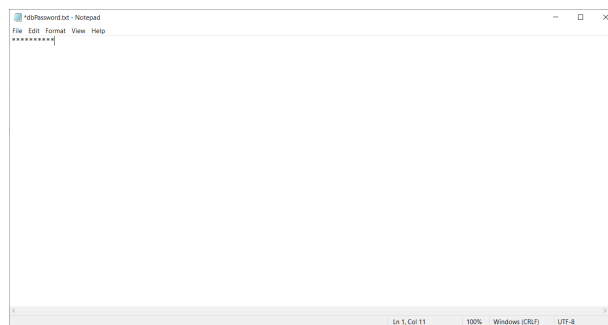 *dbPassword.txt - Notepad
File Edit Format View Help
**********
Ln 1, Col 11 100% Windows (CRLF) UTF-8